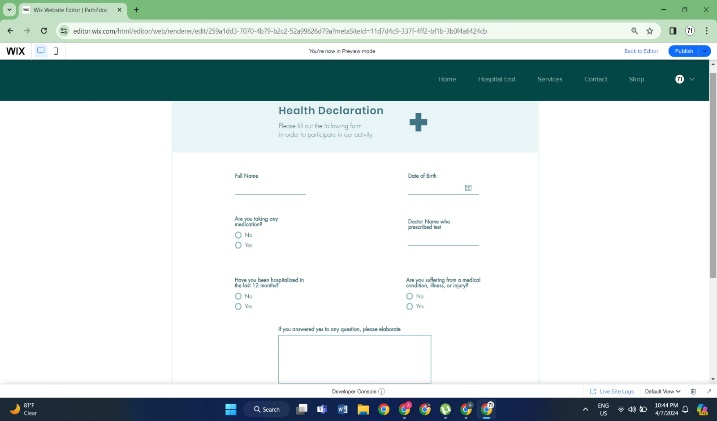 Wix Website Editor | Path2doc
editor.wix.com/html/editor/web/renderer/edit/259a1dd3-7070-4b79-b2c2-52a99626d79a?metaSiteId=11d7d4c9-337f-4ff2-bf1b-3b0f4a6424cb
WIX
You're now in Preview mode
Back to Editor
Publish
Home
Hospital End
Services
Contact
Shop
Health Declaration
Please fill out the following form
in order to participate in our activity.
Full Name
Date of Birth
Are you taking any
medication?
No
Yes
Doctor Name who
prescribed test
Have you been hospitalized in
the last 12 months?
No
Yes
Are you suffering from a medical
condition, illness, or injury?
No
Yes
If you answered yes to any question, please elaborate
Developer Console
Live Site Logs
Default View
81°F
Clear
Search
ENG
US
10:44 PM
4/7/2024